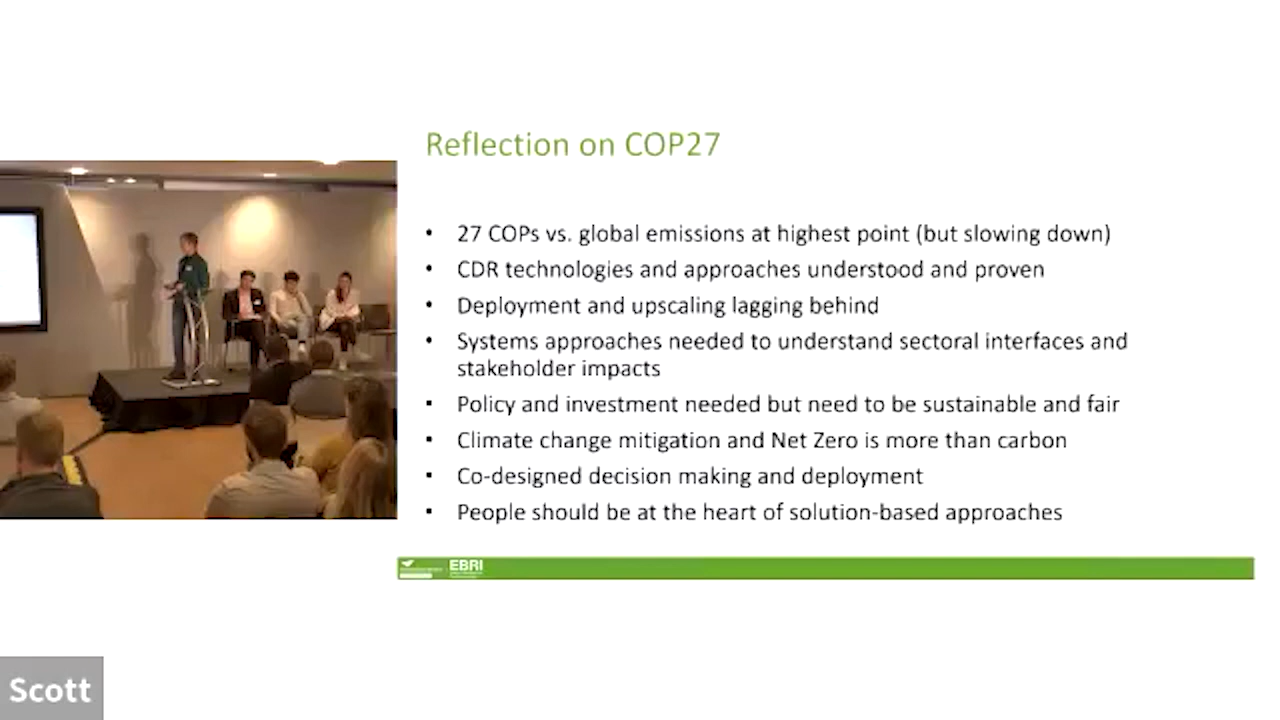 Reflection on COP27
• 27 COPs vs. global emissions at highest point (but slowing down)
• CDR technologies and approaches understood and proven
• Deployment and upscaling lagging behind
• Systems approaches needed to understand sectoral interfaces and
stakeholder impacts
▪ Policy and investment needed but need to be sustainable and fair
▪ Climate change mitigation and Net Zero is more than carbon
▪ Co-designed decision making and deployment
▪ People should be at the heart of solution-based approaches
EBRI
Scott